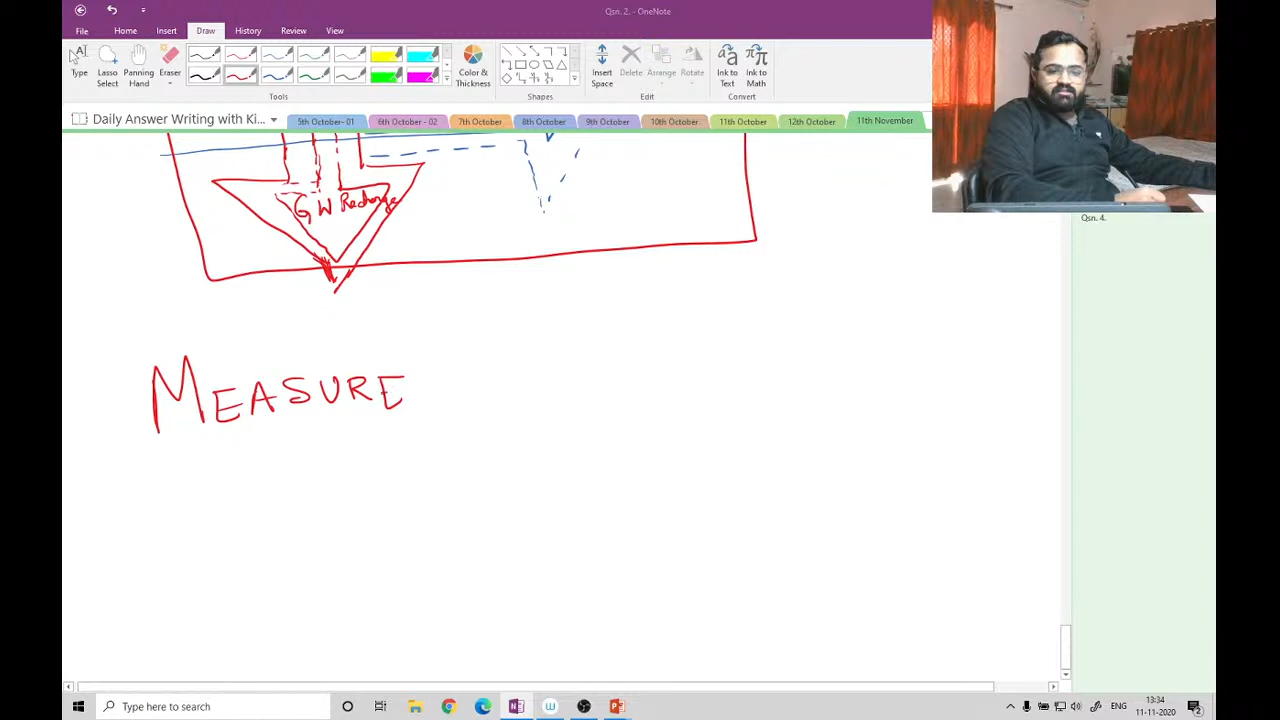 Qsn. 2. - OneNote
File Home Insert Draw History Review View
Type
Lasso Select
Panning Hand
Eraser
Color & Thickness
Insert Space
Delete
Arrange
Rotate
Ink to Text
Ink to Math
Tools Shapes Edit Convert
Daily Answer Writing with Ki... 5th October- 01 6th October - 02 7th October 8th October 9th October 10th October 11th October 12th October 11th November
G W Recharge
Qsn. 4.
MEASURE
Type here to search
ENG
13:34
11-11-2020
2